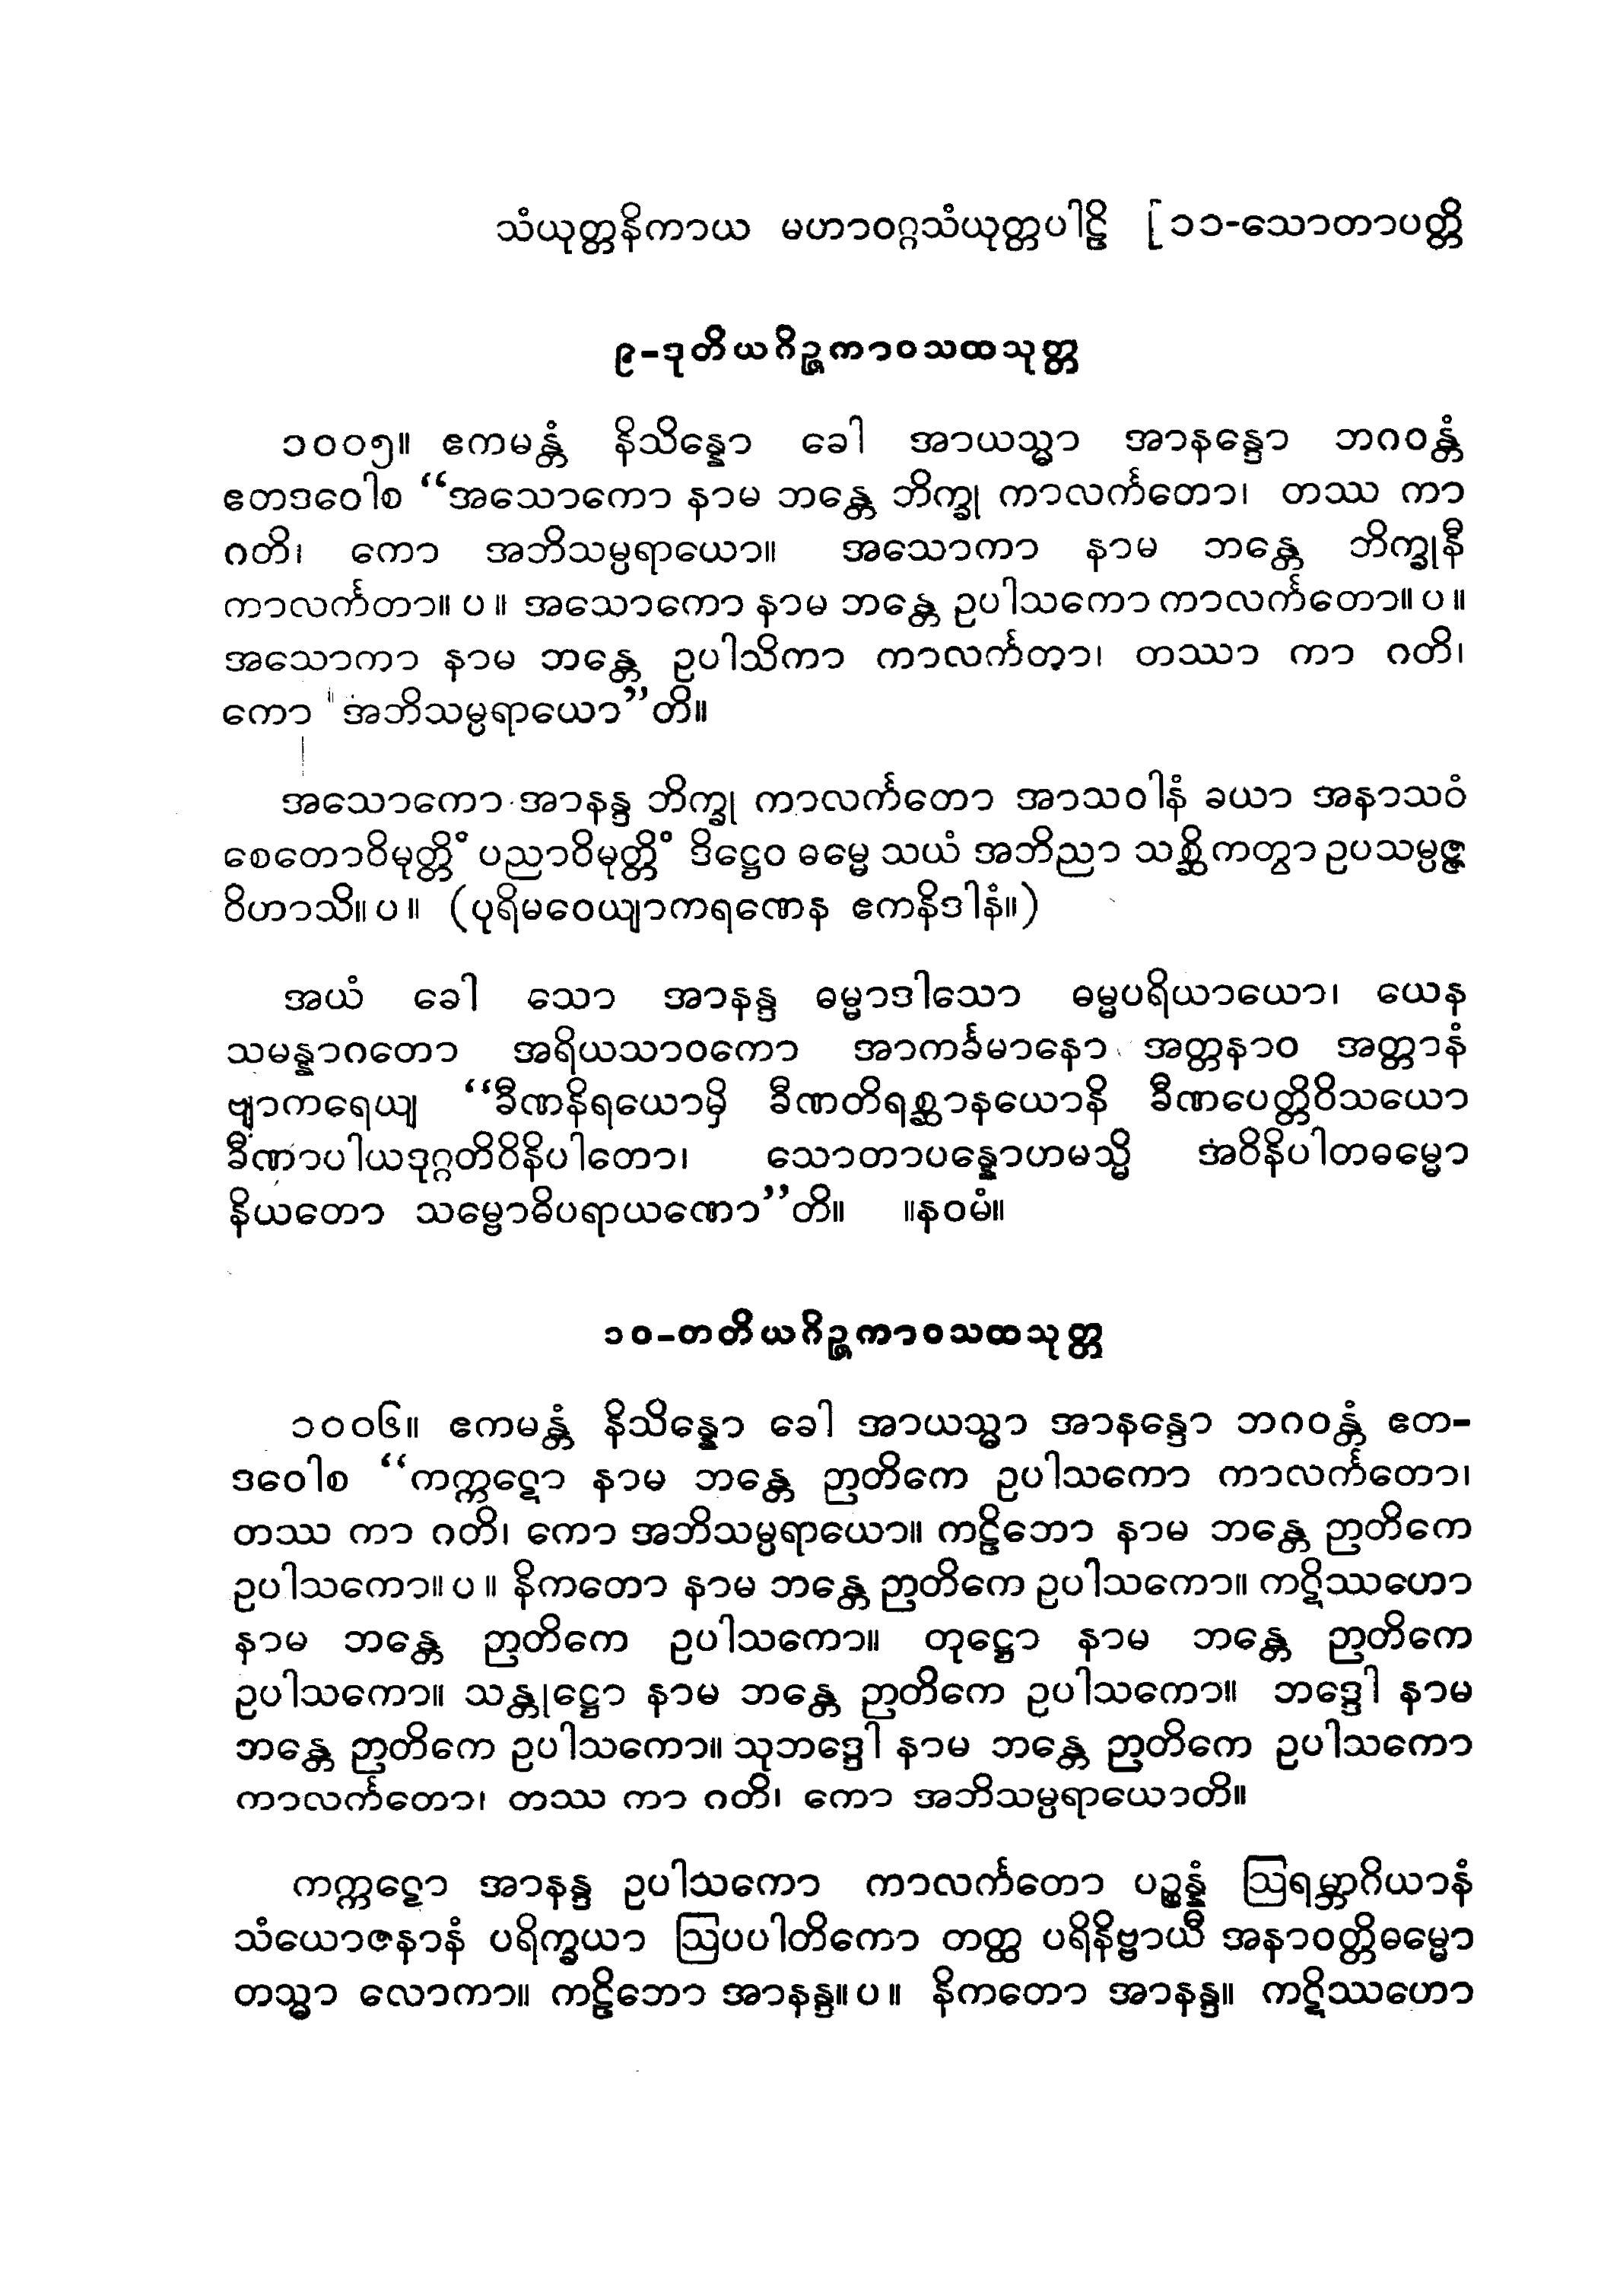 သံယုတ္တနိကာယ မဟာဝဂ္ဂသံယုတ္တပါဠိ [၁၁-သောတာပတ္တိ
၉-ဒုတိယဂိဉ္ဇကာဝသထသုတ္တ
၁၀၀၅။ ဧကမန္တံ နိသိန္နော ခေါ အာယသ္မာ အာနန္ဒော ဘဂဝန္တံ
ဧတဒဝေါစ “အသောကော နာမ ဘန္တေ ဘိက္ခု ကာလင်္ကတော၊ တဿ ကာ
ဂတိ၊ ကော အဘိသမ္ပရာယော။ အသောကာ နာမ ဘန္တေ ဘိက္ခုနီ
ကာလင်္ကတာ။ ပ ။ အသောကော နာမ ဘန္တေ ဥပါသကော ကာလင်္ကတော။ ပ ။
အသောကာ နာမ ဘန္တေ ဥပါသိကာ ကာလင်္ကတာ၊ တဿာ ကာ ဂတိ၊
ကော အဘိသမ္ပရာယော”တိ။
အသောကော အာနန္ဒ ဘိက္ခု ကာလင်္ကတော အာသဝါနံ ခယာ အနာသဝံ
စေတောဝိမုတ္တိံ ပညာဝိမုတ္တိံ ဒိဋ္ဌေဝ ဓမ္မေ သယံ အဘိညာ သစ္ဆိကတွာ ဥပသမ္ပဇ္ဇ
ဝိဟာသိ။ ပ ။ (ပုရိမဝေယျာကရဏေန ဧကနိဒါနံ။)
အယံ ခေါ သော အာနန္ဒ ဓမ္မာဒါသော ဓမ္မပရိယာယော၊ ယေန
သမန္နာဂတော အရိယသာဝကော အာကင်္ခမာနော အတ္တနာဝ အတ္တာနံ
ဗျာကရေယျ “ခီဏနိရယောမှိ ခီဏတိရစ္ဆာနယောနိ ခီဏပေတ္တိဝိသယော
ခီဏာပါယဒုဂ္ဂတိဝိနိပါတော၊ သောတာပန္နောဟမသ္မိ အဝိနိပါတဓမ္မော
နိယတော သမ္ဗောဓိပရာယဏော”တိ။ ။နဝမံ။
၁၀-တတိယဂိဉ္ဇကာဝသထသုတ္တ
၁၀၀၆။ ဧကမန္တံ နိသိန္နော ခေါ အာယသ္မာ အာနန္ဒော ဘဂဝန္တံ ဧတ-
ဒဝေါစ “ကက္ကဋော နာမ ဘန္တေ ဉာတိကေ ဥပါသကော ကာလင်္ကတော၊
တဿ ကာ ဂတိ၊ ကော အဘိသမ္ပရာယော။ ကဠိဘော နာမ ဘန္တေ ဉာတိကေ
ဥပါသကော။ ပ ။ နိကတော နာမ ဘန္တေ ဉာတိကေ ဥပါသကော။ ကဋိဿဟော
နာမ ဘန္တေ ဉာတိကေ ဥပါသကော။ တုဋ္ဌော နာမ ဘန္တေ ဉာတိကေ
ဥပါသကော။ သန္တုဋ္ဌော နာမ ဘန္တေ ဉာတိကေ ဥပါသကော။ ဘဒ္ဒေါ နာမ
ဘန္တေ ဉာတိကေ ဥပါသကော။ သုဘဒ္ဒေါ နာမ ဘန္တေ ဉာတိကေ ဥပါသကော
ကာလင်္ကတော၊ တဿ ကာ ဂတိ၊ ကော အဘိသမ္ပရာယောတိ။
ကက္ကဋော အာနန္ဒ ဥပါသကော ကာလင်္ကတော ပဉ္စန္နံ ဩရမ္ဘာဂိယာနံ
သံယောဇနာနံ ပရိက္ခယာ ဩပပါတိကော တတ္ထ ပရိနိဗ္ဗာယီ အနာဝတ္တိဓမ္မော
တသ္မာ လောကာ။ ကဠိဘော အာနန္ဒ။ ပ ။ နိကတော အာနန္ဒ။ ကဋိဿဟော